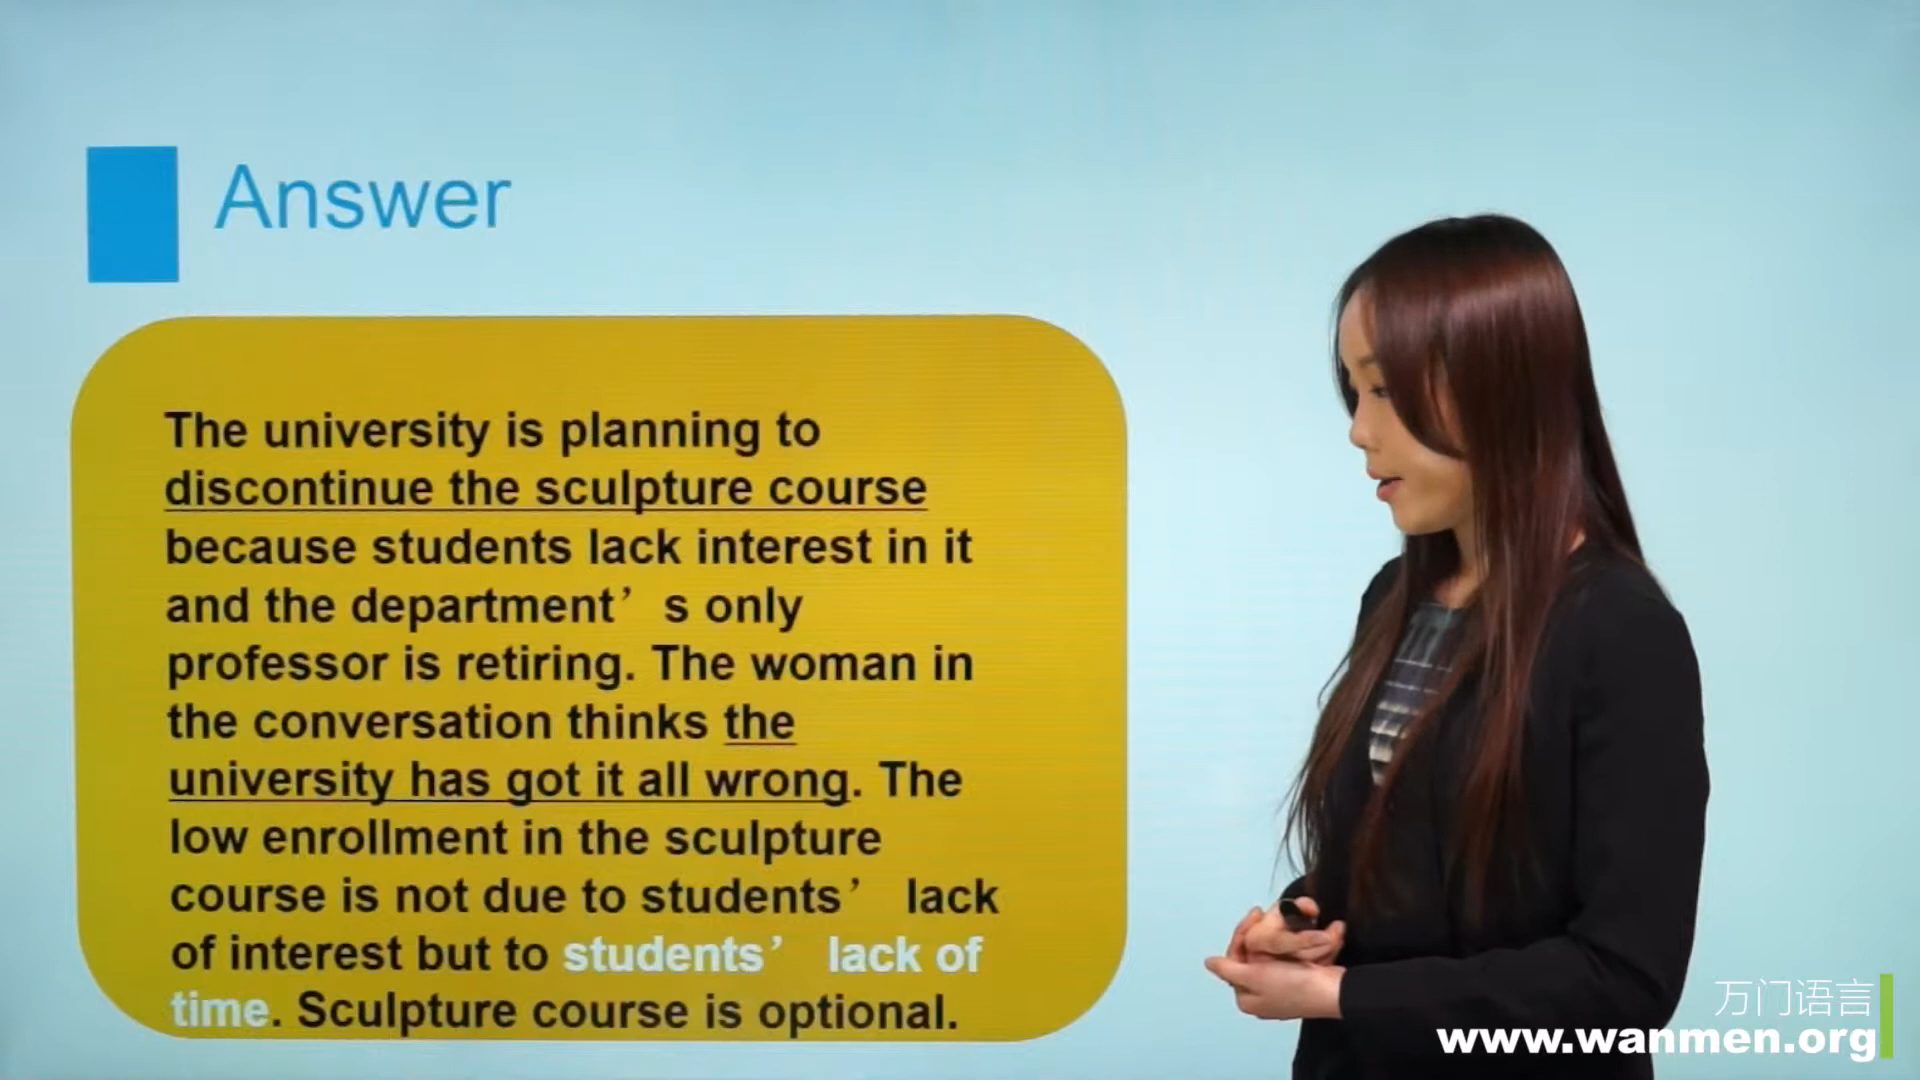 Answer
The university is planning to
discontinue the sculpture course
because students lack interest in it
and the department’s only
professor is retiring. The woman in
the conversation thinks the
university has got it all wrong. The
low enrollment in the sculpture
course is not due to students’ lack
of interest but to students’ lack of
time. Sculpture course is optional.
万门语言
www.wanmen.org